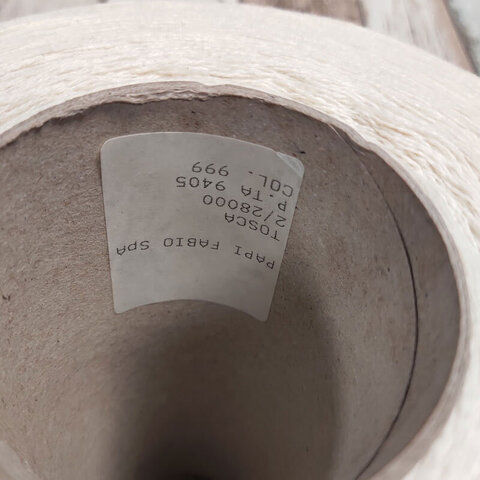 PAPI FABIO SpA
TOSCA
2/28000
P.TA 9405
COL. 999